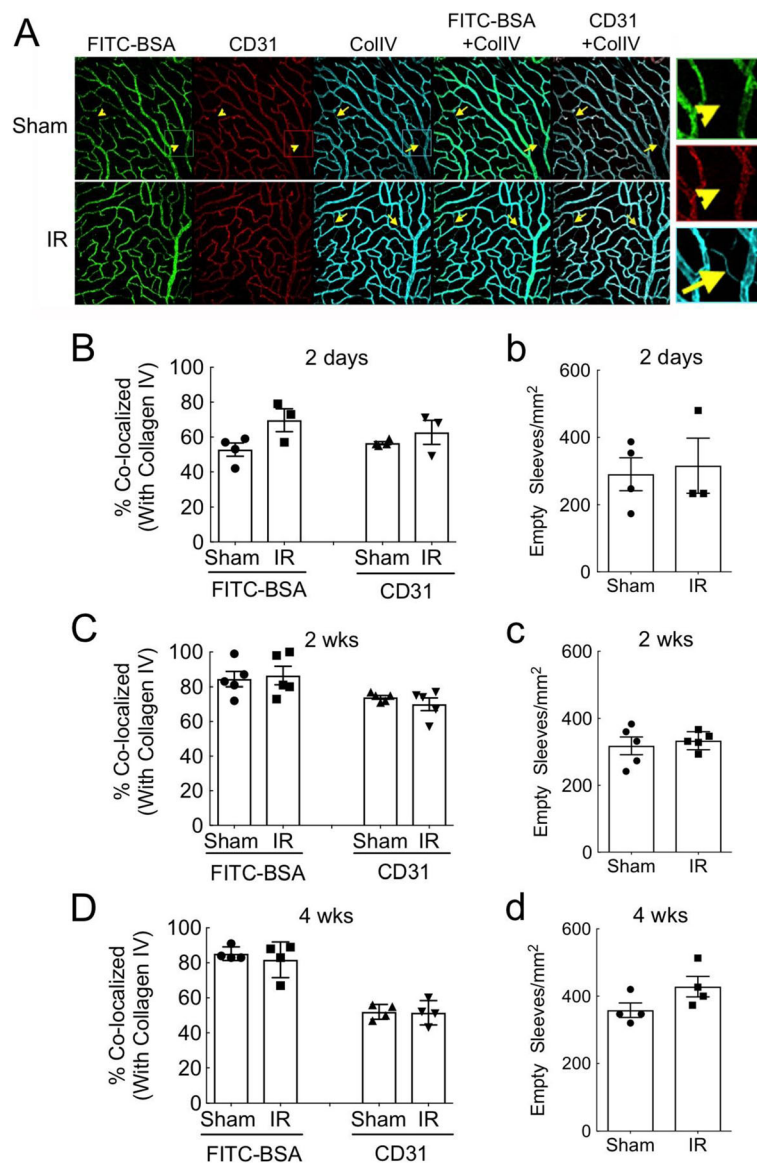 A
FITC-BSA
CD31
ColIV
FITC-BSA
+ColIV
CD31
+ColIV
Sham
IR
B
2 days
% Co-localized
(With Collagen IV)
100
80
60
40
20
0
Sham
IR
Sham
IR
FITC-BSA
CD31
b
2 days
Empty Sleeves/mm²
600
400
200
0
Sham
IR
C
2 wks
% Co-localized
(With Collagen IV)
100
80
60
40
20
0
Sham
IR
Sham
IR
FITC-BSA
CD31
c
2 wks
Empty Sleeves/mm²
600
400
200
0
Sham
IR
D
4 wks
% Co-localized
(With Collagen IV)
100
80
60
40
20
0
Sham
IR
Sham
IR
FITC-BSA
CD31
d
4 wks
Empty Sleeves/mm²
600
400
200
0
Sham
IR